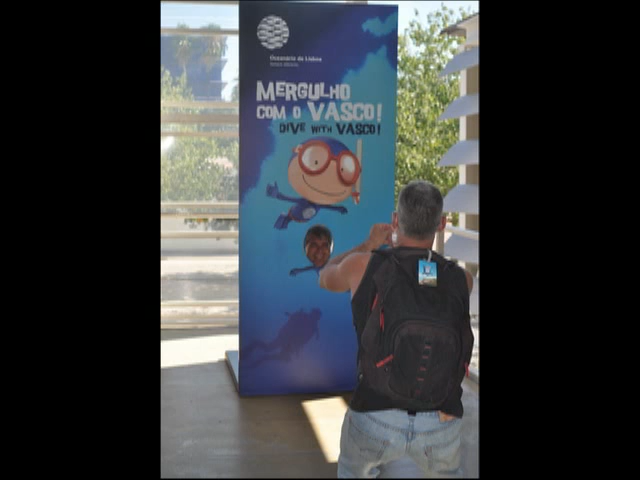 Oceanário de Lisboa
MERGULHO
COM O VASCO!
DIVE WITH VASCO!